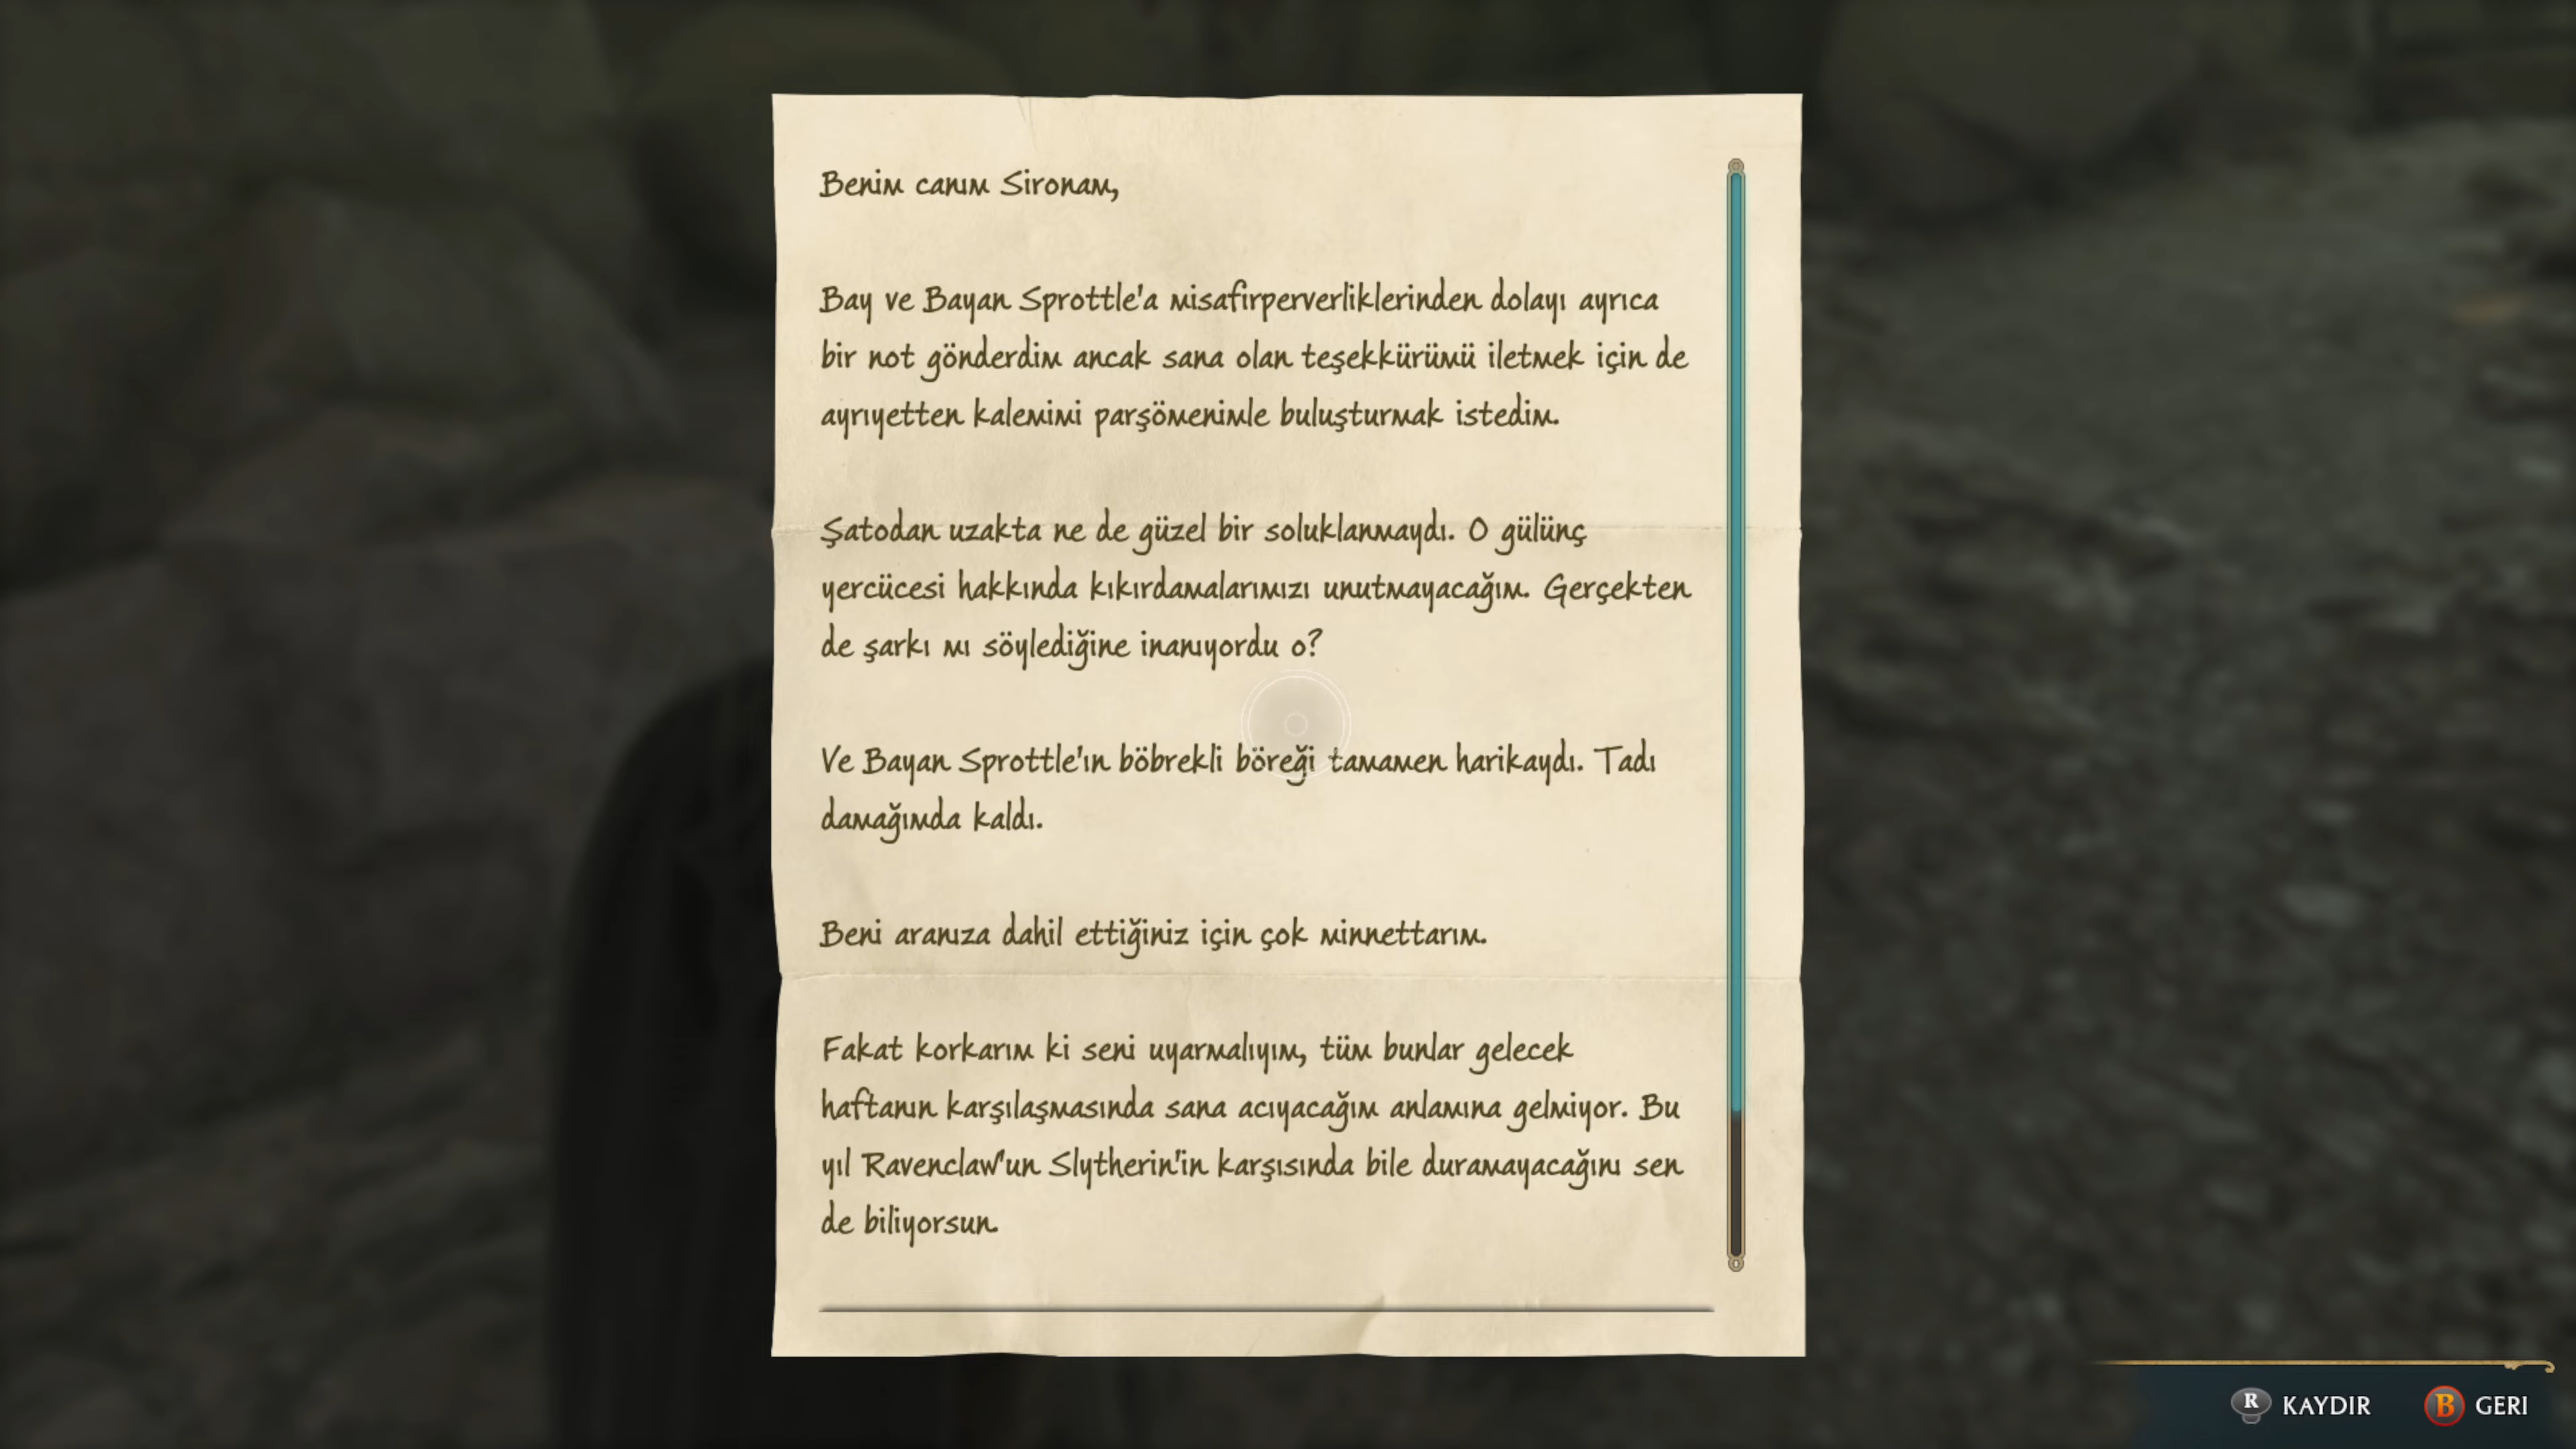 Benim canım Sironam,
Bay ve Bayan Sprottle'a misafirperverliklerinden dolayı ayrıca
bir not gönderdim ancak sana olan teşekkürümü iletmek için de
ayrıyetten kalemimi parşömenimle buluşturmak istedim.
Şatodan uzakta ne de güzel bir soluklanmaydı. O gülünç
yercücesi hakkında kıkırdamalarımızı unutmayacağım. Gerçekten
de şarkı mı söylediğine inanıyordu o?
Ve Bayan Sprottle'ın böbrekli böreği tamamen harikaydı. Tadı
damağımda kaldı.
Beni aranıza dahil ettiğiniz için çok minnettarım.
Fakat korkarım ki seni uyarmalıyım, tüm bunlar gelecek
haftanın karşılaşmasında sana acıyacağım anlamına gelmiyor. Bu
yıl Ravenclaw'un Slytherin'in karşısında bile duramayacağını sen
de biliyorsun.
R KAYDIR B GERI